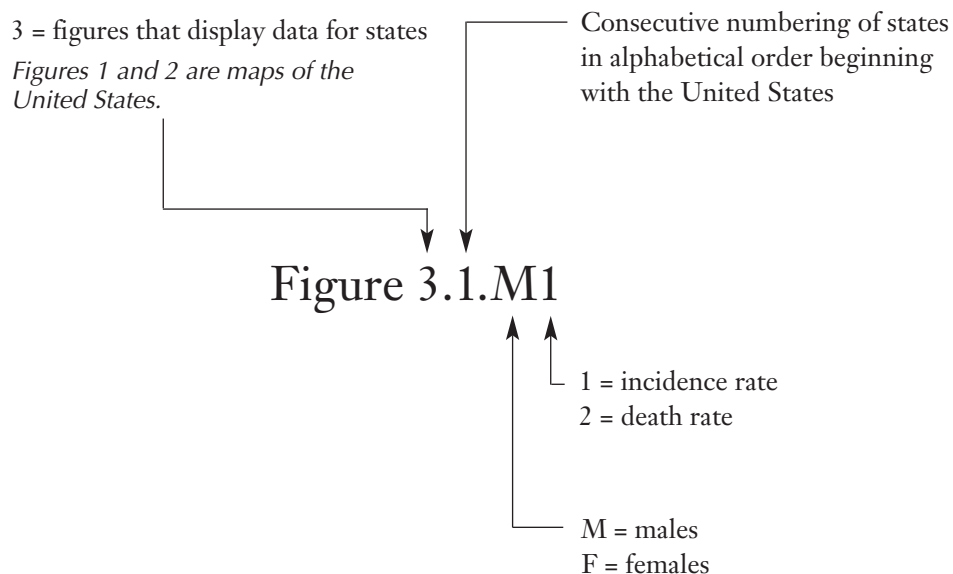 3 = figures that display data for states
Figures 1 and 2 are maps of the
United States.
Consecutive numbering of states
in alphabetical order beginning
with the United States
Figure 3.1.M1
1 = incidence rate
2 = death rate
M = males
F = females